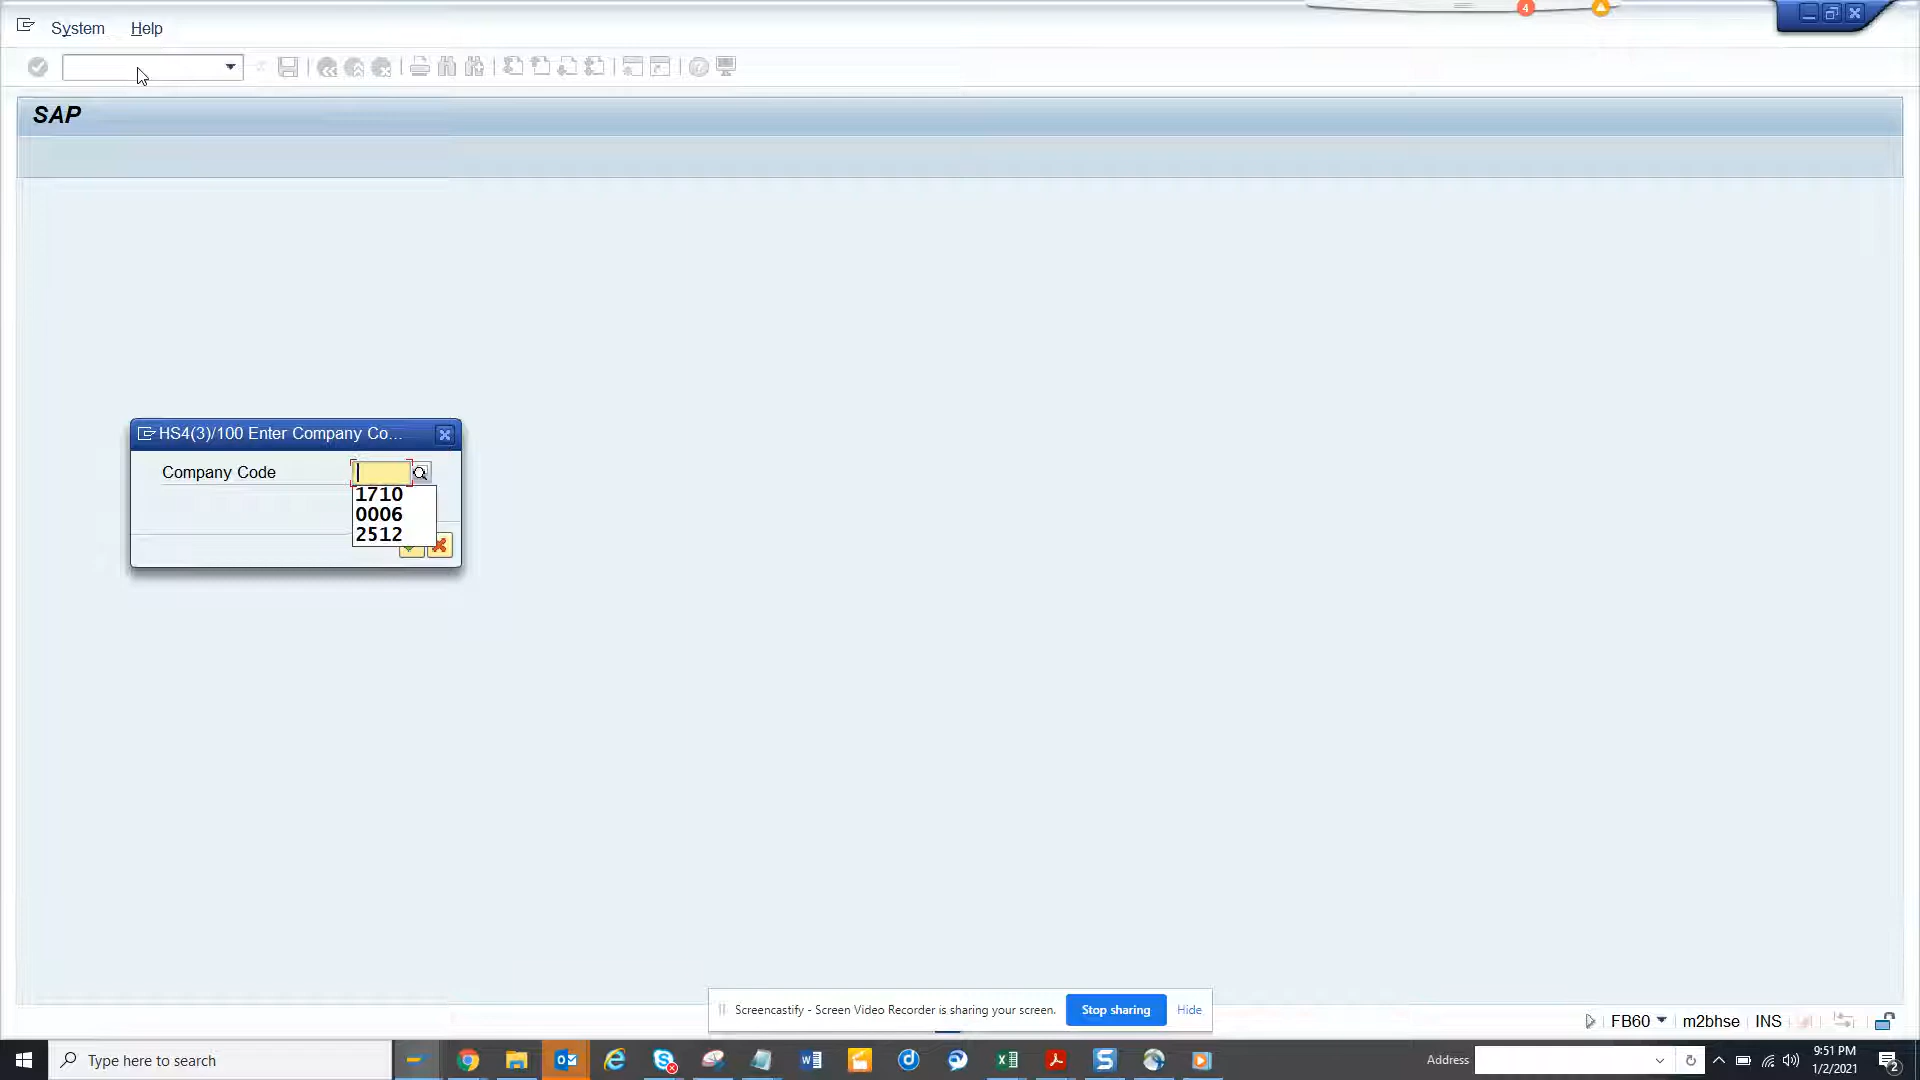 System Help
4
SAP
HS4(3)/100 Enter Company Co...
Company Code
1710
0006
2512
Screencastify - Screen Video Recorder is sharing your screen. Stop sharing Hide
FB60 m2bhse INS
Type here to search
Address
9:51 PM
1/2/2021
2